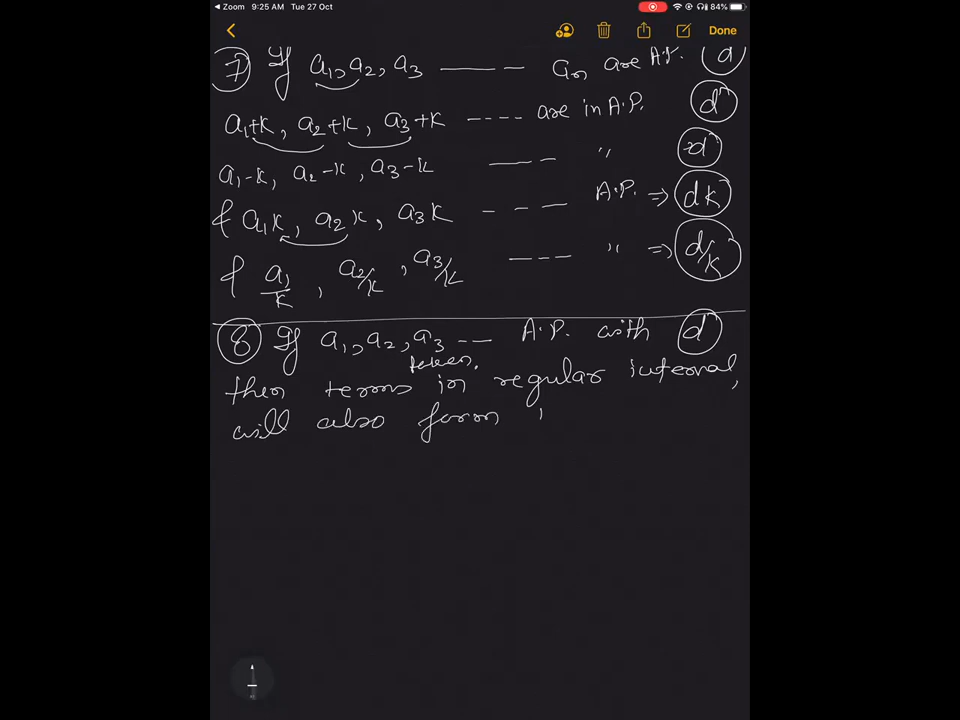 Zoom 9:25 AM Tue 27 Oct 84%
Done
7 If a₁, a₂, a₃ ——— aₙ are A.P. d
a₁+k, a₂+k, a₃+k ---- are in A.P. d
a₁-k, a₂-k, a₃-k ——— " d
{ a₁k, a₂k, a₃k --- A.P. ⇒ dk
{ a₁/k, a₂/k, a₃/k --- " ⇒ d/k
8 If a₁, a₂, a₃ --- A.P. with d
taken.
then terms in regular interval,
will also form